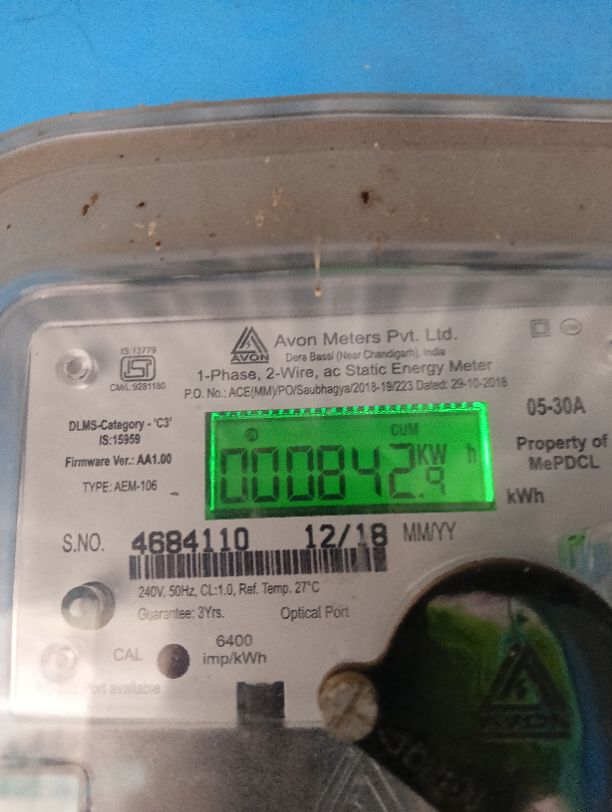 IS:13779
CM/L:9281180
AVON
Avon Meters Pvt. Ltd.
Dera Bassi (Near Chandigarh), India
1-Phase, 2-Wire, ac Static Energy Meter
P.O. No.: ACE(MM)/PO/Saubhagya/2018-19/223 Dated: 29-10-2018
DLMS-Category - 'C3'
IS:15959
Firmware Ver.: AA1.00
TYPE: AEM-106
CUM
000842.9 KW h
05-30A
Property of
MePDCL
kWh
S.NO. 4684110 12/18 MM/YY
240V, 50Hz, CL:1.0, Ref. Temp. 27°C
Guarantee: 3Yrs. Optical Port
CAL 6400
imp/kWh
Port available
AVON